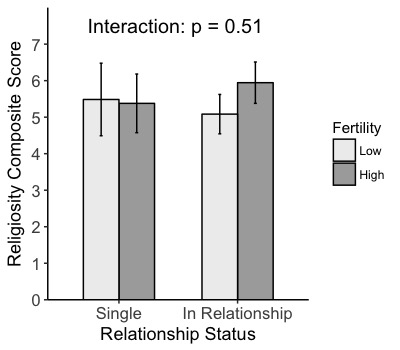 Interaction: p = 0.51
Religiosity Composite Score
7
6
5
4
3
2
1
0
Single In Relationship
Relationship Status
Fertility
Low
High